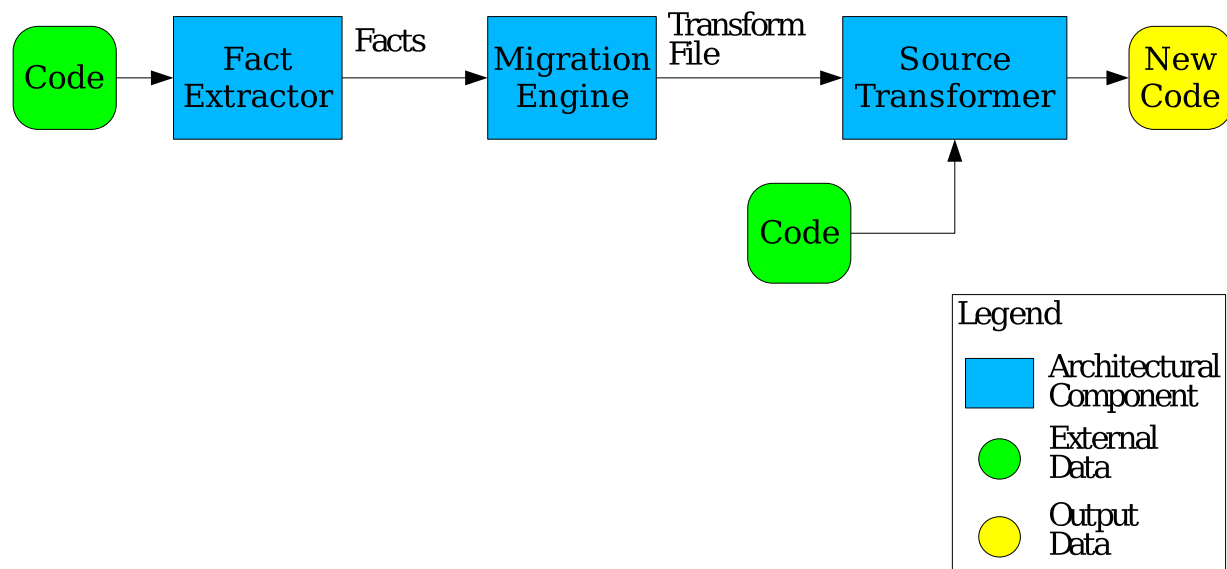 Code
Fact
Extractor
Facts
Migration
Engine
Transform
File
Source
Transformer
New
Code
Code
Legend
Architectural
Component
External
Data
Output
Data